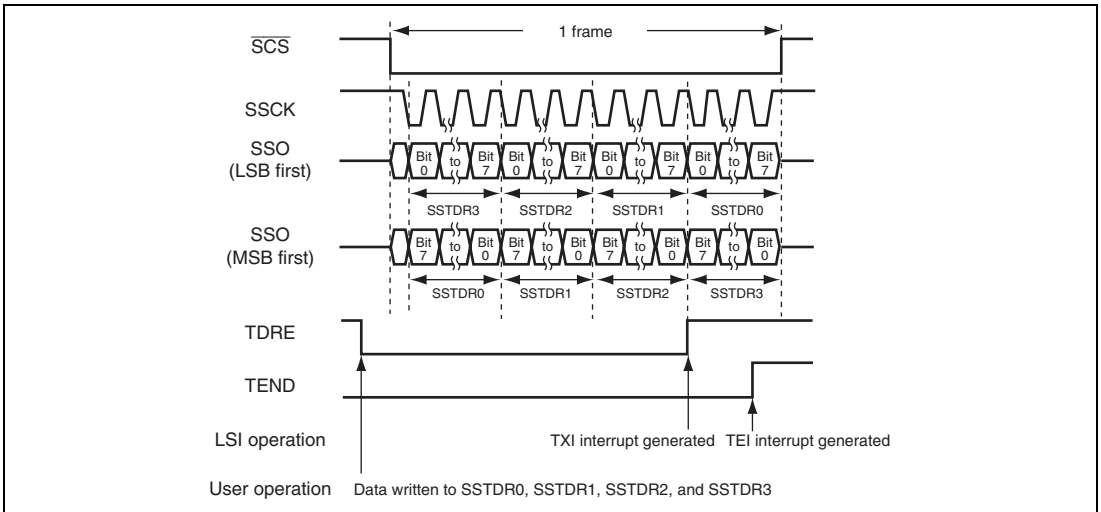 1 frame
SCS
SSCK
SSO
(LSB first)
Bit 0 to Bit 7 Bit 0 to Bit 7 Bit 0 to Bit 7 Bit 0 to Bit 7
SSTDR3 SSTDR2 SSTDR1 SSTDR0
SSO
(MSB first)
Bit 7 to Bit 0 Bit 7 to Bit 0 Bit 7 to Bit 0 Bit 7 to Bit 0
SSTDR0 SSTDR1 SSTDR2 SSTDR3
TDRE
TEND
LSI operation TXI interrupt generated TEI interrupt generated
User operation Data written to SSTDR0, SSTDR1, SSTDR2, and SSTDR3